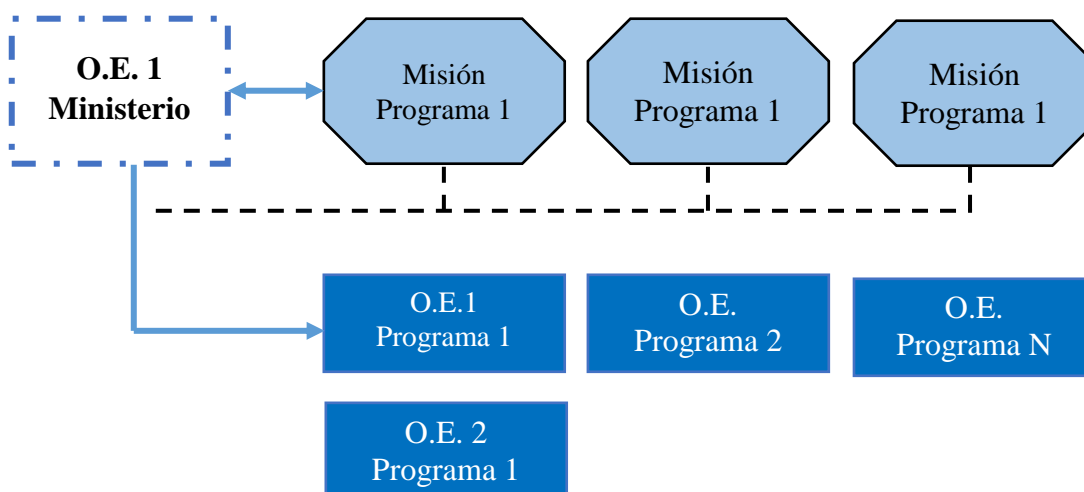 O.E. 1
Ministerio
Misión
Programa 1
Misión
Programa 1
Misión
Programa 1
O.E.1
Programa 1
O.E.
Programa 2
O.E.
Programa N
O.E. 2
Programa 1